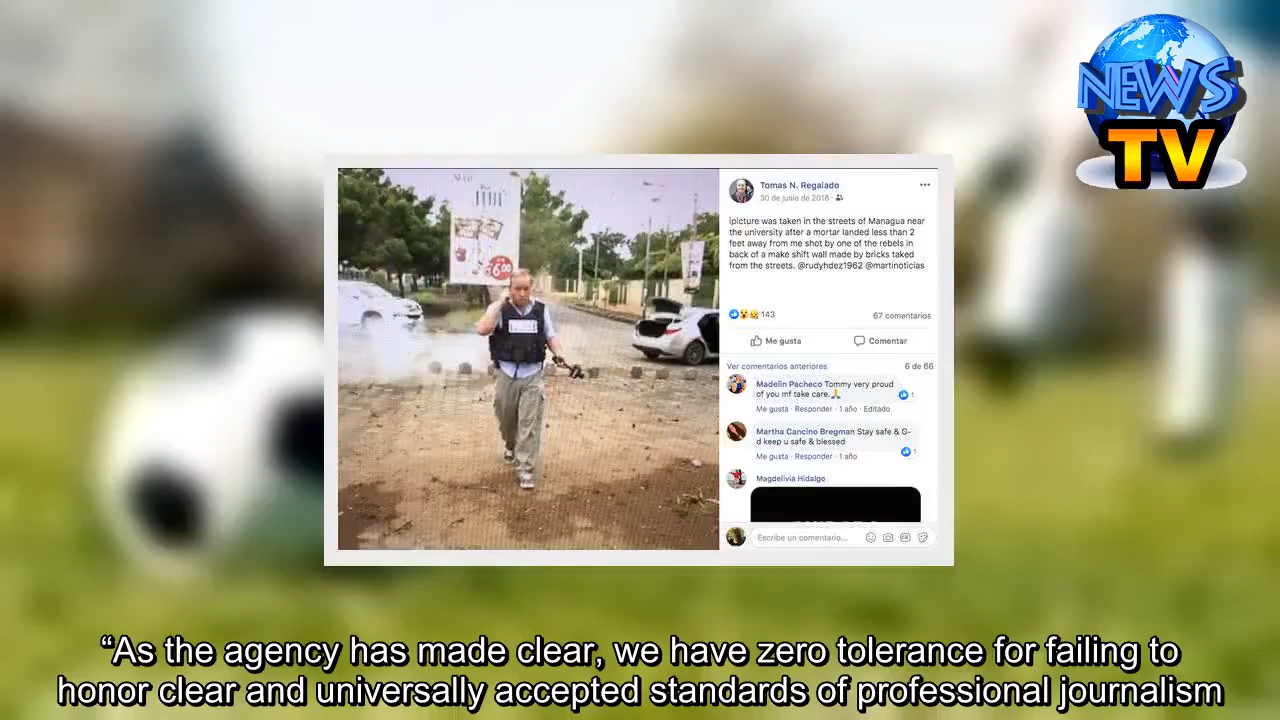 NEWS
TV
6.00
Tomas N. Regalado
30 de junio de 2018
ipicture was taken in the streets of Managua near
the university after a mortar landed less than 2
feet away from me shot by one of the rebels in
back of a make shift wall made by bricks taked
from the streets. @rudyhdez1962 @martinoticias
143
67 comentarios
Me gusta
Comentar
Ver comentarios anteriores
6 de 66
Madelin Pacheco Tommy very proud
of you mf take care.
1
Me gusta · Responder · 1 año · Editado
Martha Cancino Bregman Stay safe & G-
d keep u safe & blessed
1
Me gusta · Responder · 1 año
Magdelivia Hidalgo
Escribe un comentario...
“As the agency has made clear, we have zero tolerance for failing to
honor clear and universally accepted standards of professional journalism